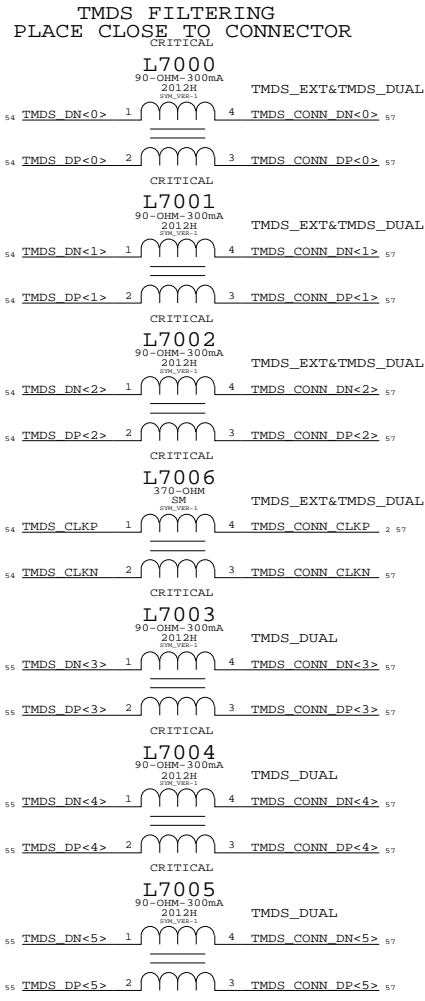 TMDS FILTERING
PLACE CLOSE TO CONNECTOR
CRITICAL
L7000
90-OHM-300mA
2012H
SYM_VER-1
TMDS_EXT&TMDS_DUAL
54 TMDS_DN<0> 1 4 TMDS_CONN_DN<0> 57
54 TMDS_DP<0> 2 3 TMDS_CONN_DP<0> 57
CRITICAL
L7001
90-OHM-300mA
2012H
SYM_VER-1
TMDS_EXT&TMDS_DUAL
54 TMDS_DN<1> 1 4 TMDS_CONN_DN<1> 57
54 TMDS_DP<1> 2 3 TMDS_CONN_DP<1> 57
CRITICAL
L7002
90-OHM-300mA
2012H
SYM_VER-1
TMDS_EXT&TMDS_DUAL
54 TMDS_DN<2> 1 4 TMDS_CONN_DN<2> 57
54 TMDS_DP<2> 2 3 TMDS_CONN_DP<2> 57
CRITICAL
L7006
370-OHM
SM
SYM_VER-1
TMDS_EXT&TMDS_DUAL
54 TMDS_CLKP 1 4 TMDS_CONN_CLKP 2 57
54 TMDS_CLKN 2 3 TMDS_CONN_CLKN 57
CRITICAL
L7003
90-OHM-300mA
2012H
SYM_VER-1
TMDS_DUAL
55 TMDS_DN<3> 1 4 TMDS_CONN_DN<3> 57
55 TMDS_DP<3> 2 3 TMDS_CONN_DP<3> 57
CRITICAL
L7004
90-OHM-300mA
2012H
SYM_VER-1
TMDS_DUAL
55 TMDS_DN<4> 1 4 TMDS_CONN_DN<4> 57
55 TMDS_DP<4> 2 3 TMDS_CONN_DP<4> 57
CRITICAL
L7005
90-OHM-300mA
2012H
SYM_VER-1
TMDS_DUAL
55 TMDS_DN<5> 1 4 TMDS_CONN_DN<5> 57
55 TMDS_DP<5> 2 3 TMDS_CONN_DP<5> 57